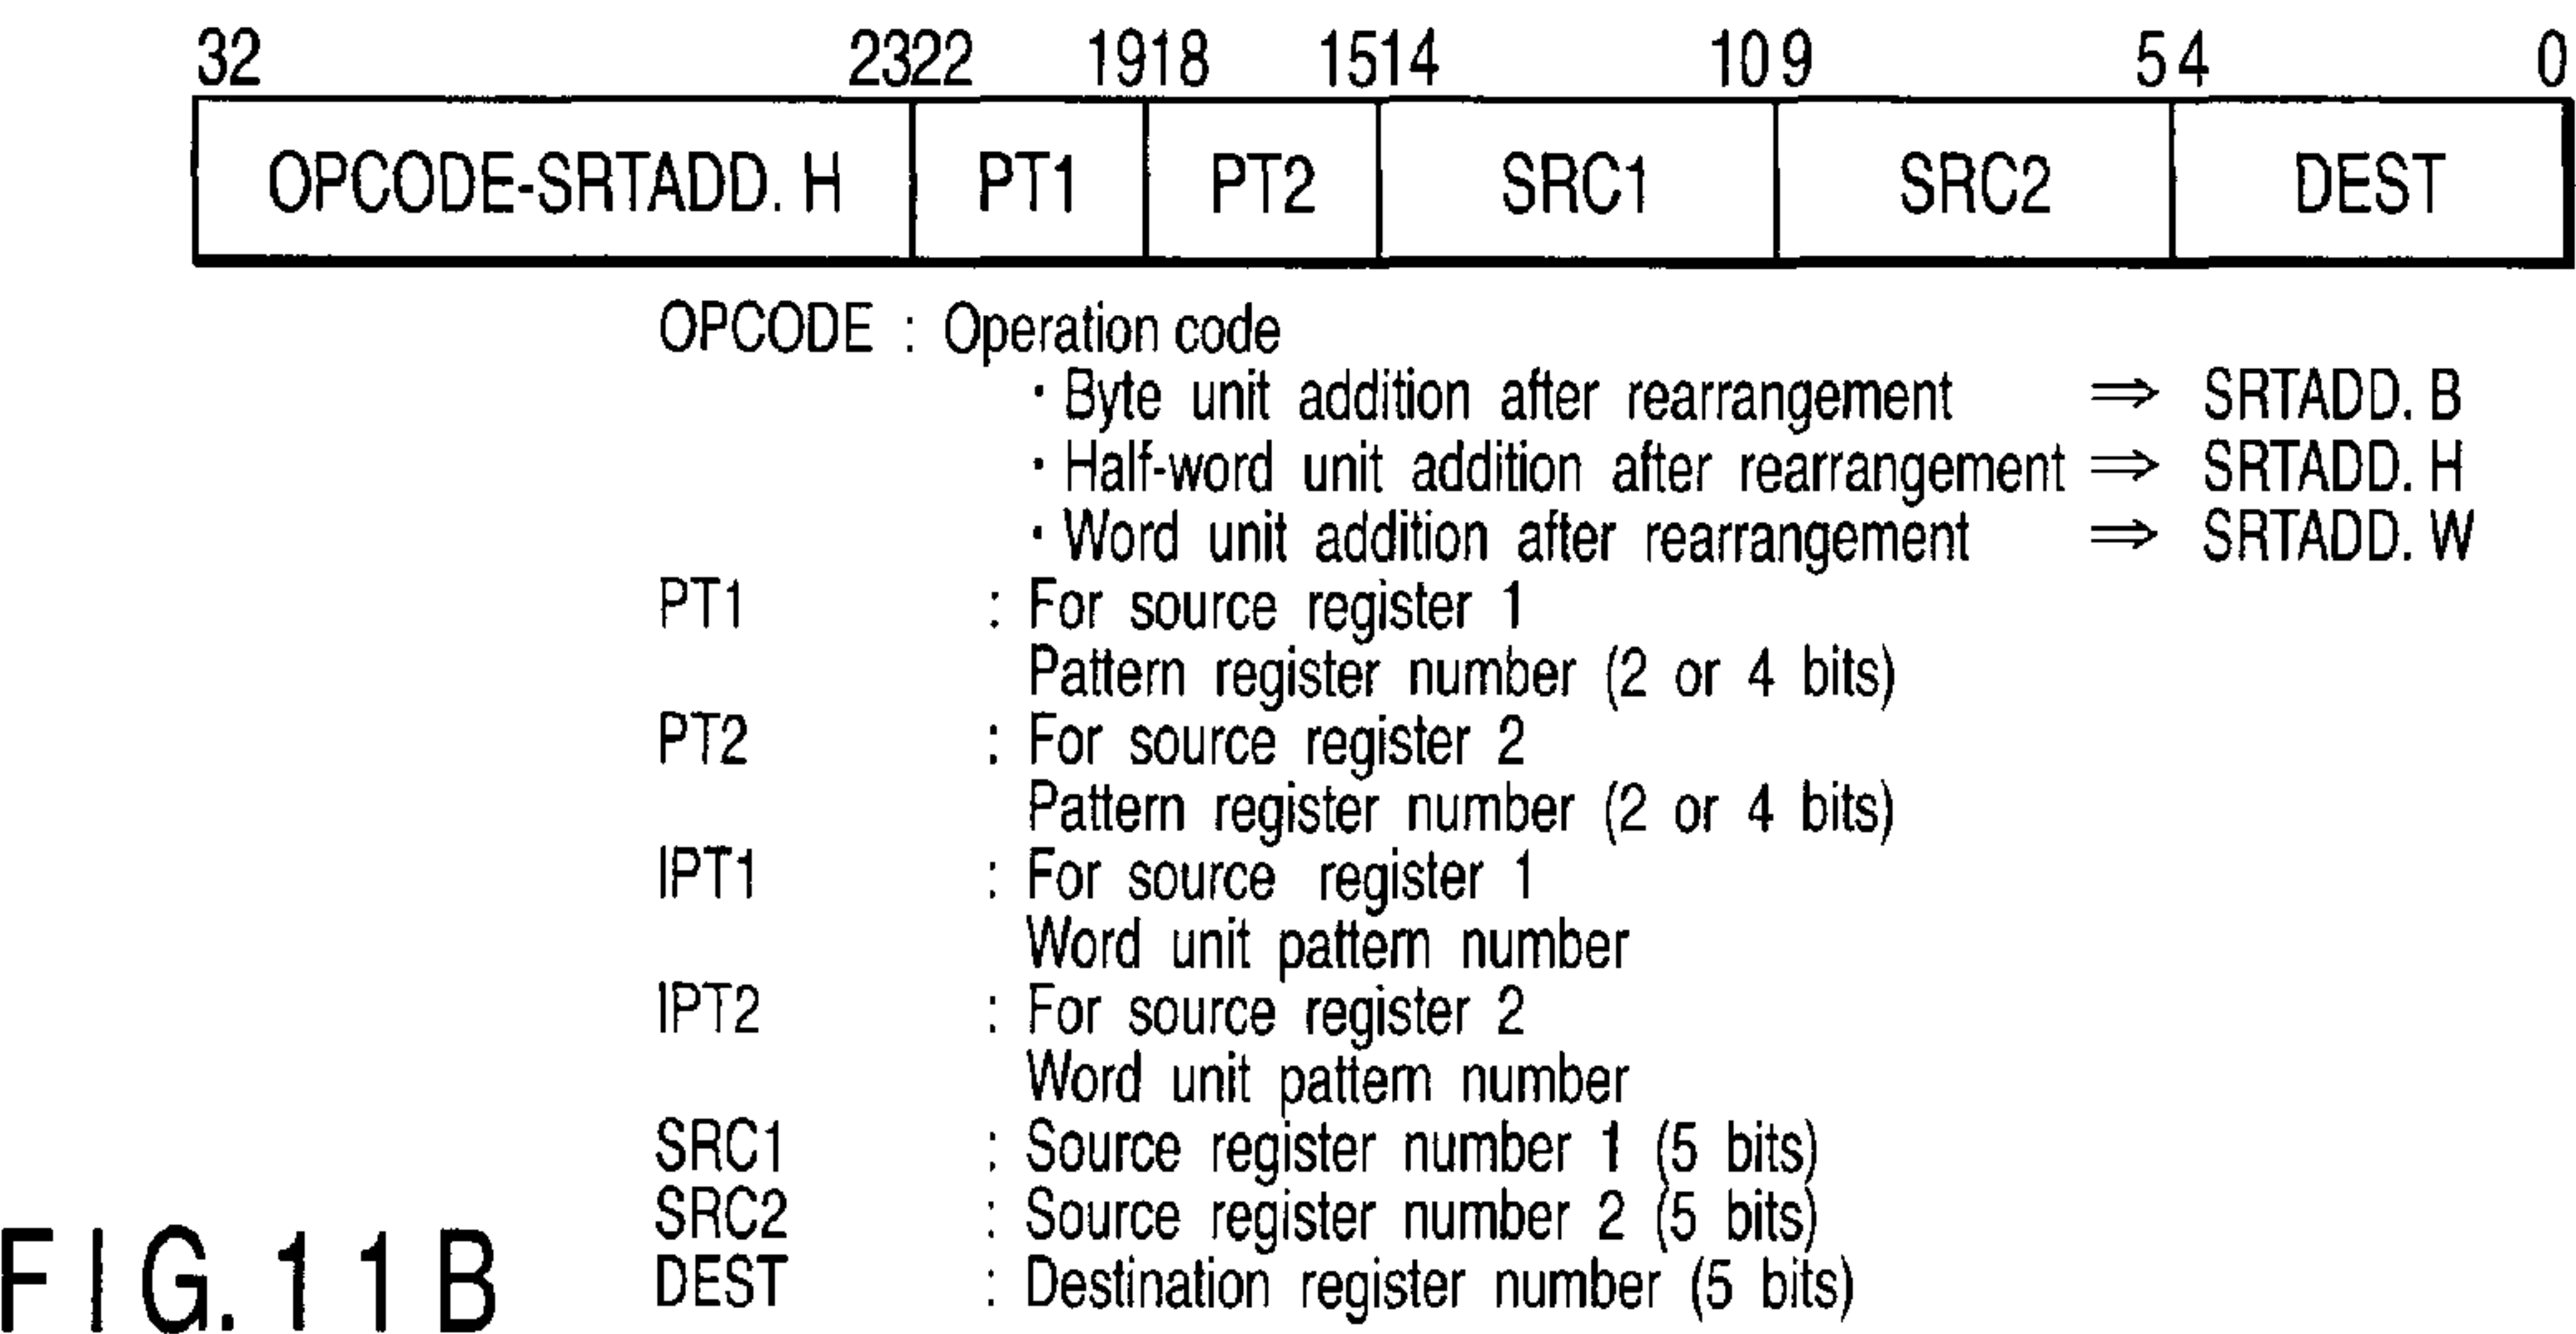 32 2322 1918 1514 109 54 0
OPCODE-SRTADD. H PT1 PT2 SRC1 SRC2 DEST
OPCODE : Operation code
· Byte unit addition after rearrangement ⇒ SRTADD. B
· Half-word unit addition after rearrangement ⇒ SRTADD. H
· Word unit addition after rearrangement ⇒ SRTADD. W
PT1 : For source register 1
Pattern register number (2 or 4 bits)
PT2 : For source register 2
Pattern register number (2 or 4 bits)
IPT1 : For source register 1
Word unit pattern number
IPT2 : For source register 2
Word unit pattern number
SRC1 : Source register number 1 (5 bits)
SRC2 : Source register number 2 (5 bits)
DEST : Destination register number (5 bits)
FIG. 11B